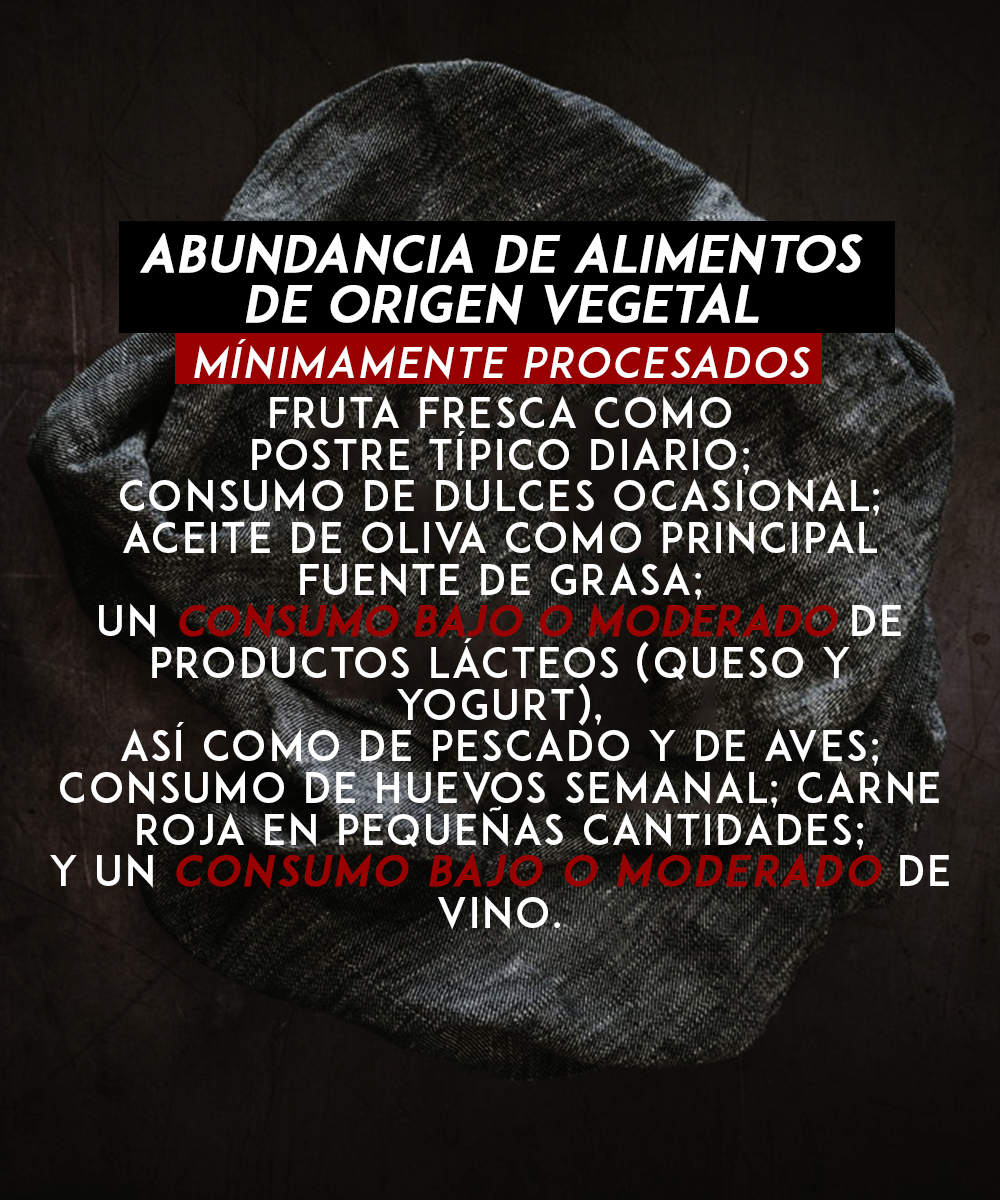 ABUNDANCIA DE ALIMENTOS
DE ORIGEN VEGETAL
MÍNIMAMENTE PROCESADOS
FRUTA FRESCA COMO
POSTRE TÍPICO DIARIO;
CONSUMO DE DULCES OCASIONAL;
ACEITE DE OLIVA COMO PRINCIPAL
FUENTE DE GRASA;
UN CONSUMO BAJO O MODERADO DE
PRODUCTOS LÁCTEOS (QUESO Y
YOGURT),
ASÍ COMO DE PESCADO Y DE AVES;
CONSUMO DE HUEVOS SEMANAL; CARNE
ROJA EN PEQUEÑAS CANTIDADES;
Y UN CONSUMO BAJO O MODERADO DE
VINO.